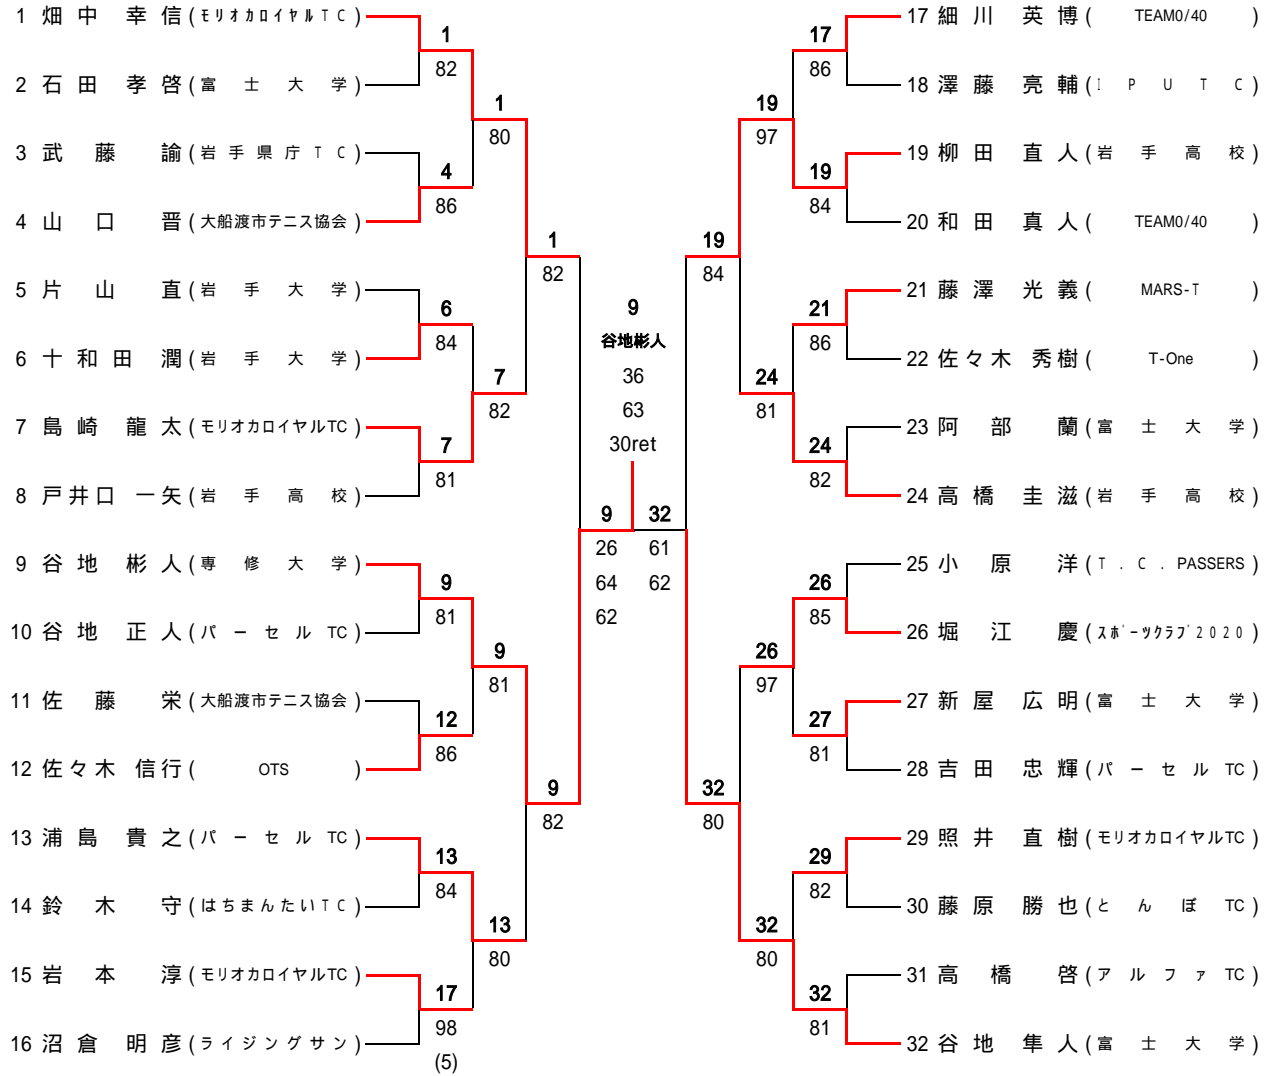 1 畑中 幸信 (モリオカロイヤルTC)
2 石田 孝啓 (富士大学)
3 武藤 諭 (岩手県庁TC)
4 山口 晋 (大船渡市テニス協会)
5 片山 直 (岩手大学)
6 十和田 潤 (岩手大学)
7 島崎 龍太 (モリオカロイヤルTC)
8 戸井口 一矢 (岩手高校)
9 谷地 彬人 (専修大学)
10 谷地 正人 (パーセルTC)
11 佐藤 栄 (大船渡市テニス協会)
12 佐々木 信行 (OTS)
13 浦島 貴之 (パーセルTC)
14 鈴木 守 (はちまんたいTC)
15 岩本 淳 (モリオカロイヤルTC)
16 沼倉 明彦 (ライジングサン)
1
82
4
86
6
84
7
81
9
81
12
86
13
84
17
98
(5)
1
80
7
82
9
81
13
80
1
82
9
82
9
26
64
62
9
谷地彬人
36
63
30ret
32
61
62
19
84
32
80
19
97
24
81
26
97
32
80
17
86
19
84
21
86
24
82
26
85
27
81
29
82
32
81
17 細川 英博 (TEAM0/40)
18 澤藤 亮輔 (IPUTC)
19 柳田 直人 (岩手高校)
20 和田 真人 (TEAM0/40)
21 藤澤 光義 (MARS-T)
22 佐々木 秀樹 (T-One)
23 阿部 蘭 (富士大学)
24 高橋 圭滋 (岩手高校)
25 小原 洋 (T.C.PASSERS)
26 堀江 慶 (スポーツクラブ2020)
27 新屋 広明 (富士大学)
28 吉田 忠輝 (パーセルTC)
29 照井 直樹 (モリオカロイヤルTC)
30 藤原 勝也 (とんぼTC)
31 高橋 啓 (アルファTC)
32 谷地 隼人 (富士大学)